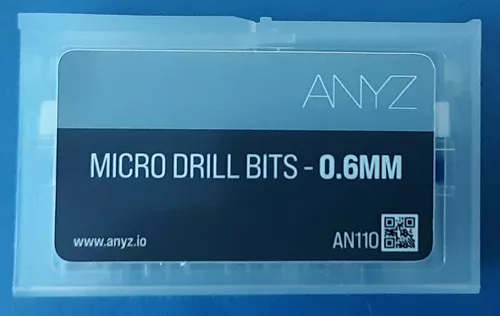 ANYZ
MICRO DRILL BITS - 0.6MM
www.anyz.io
AN110